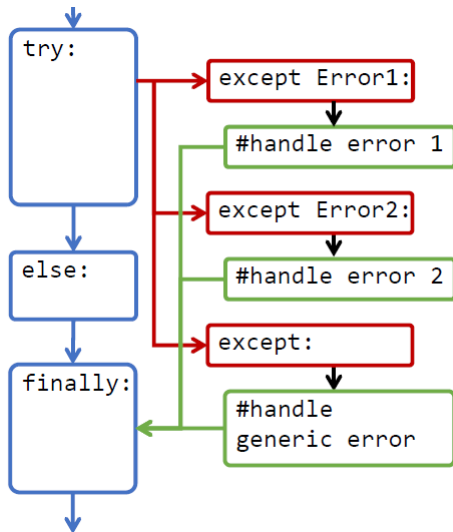 try:
except Error1:
#handle error 1
except Error2:
else:
#handle error 2
except:
finally:
#handle
generic error